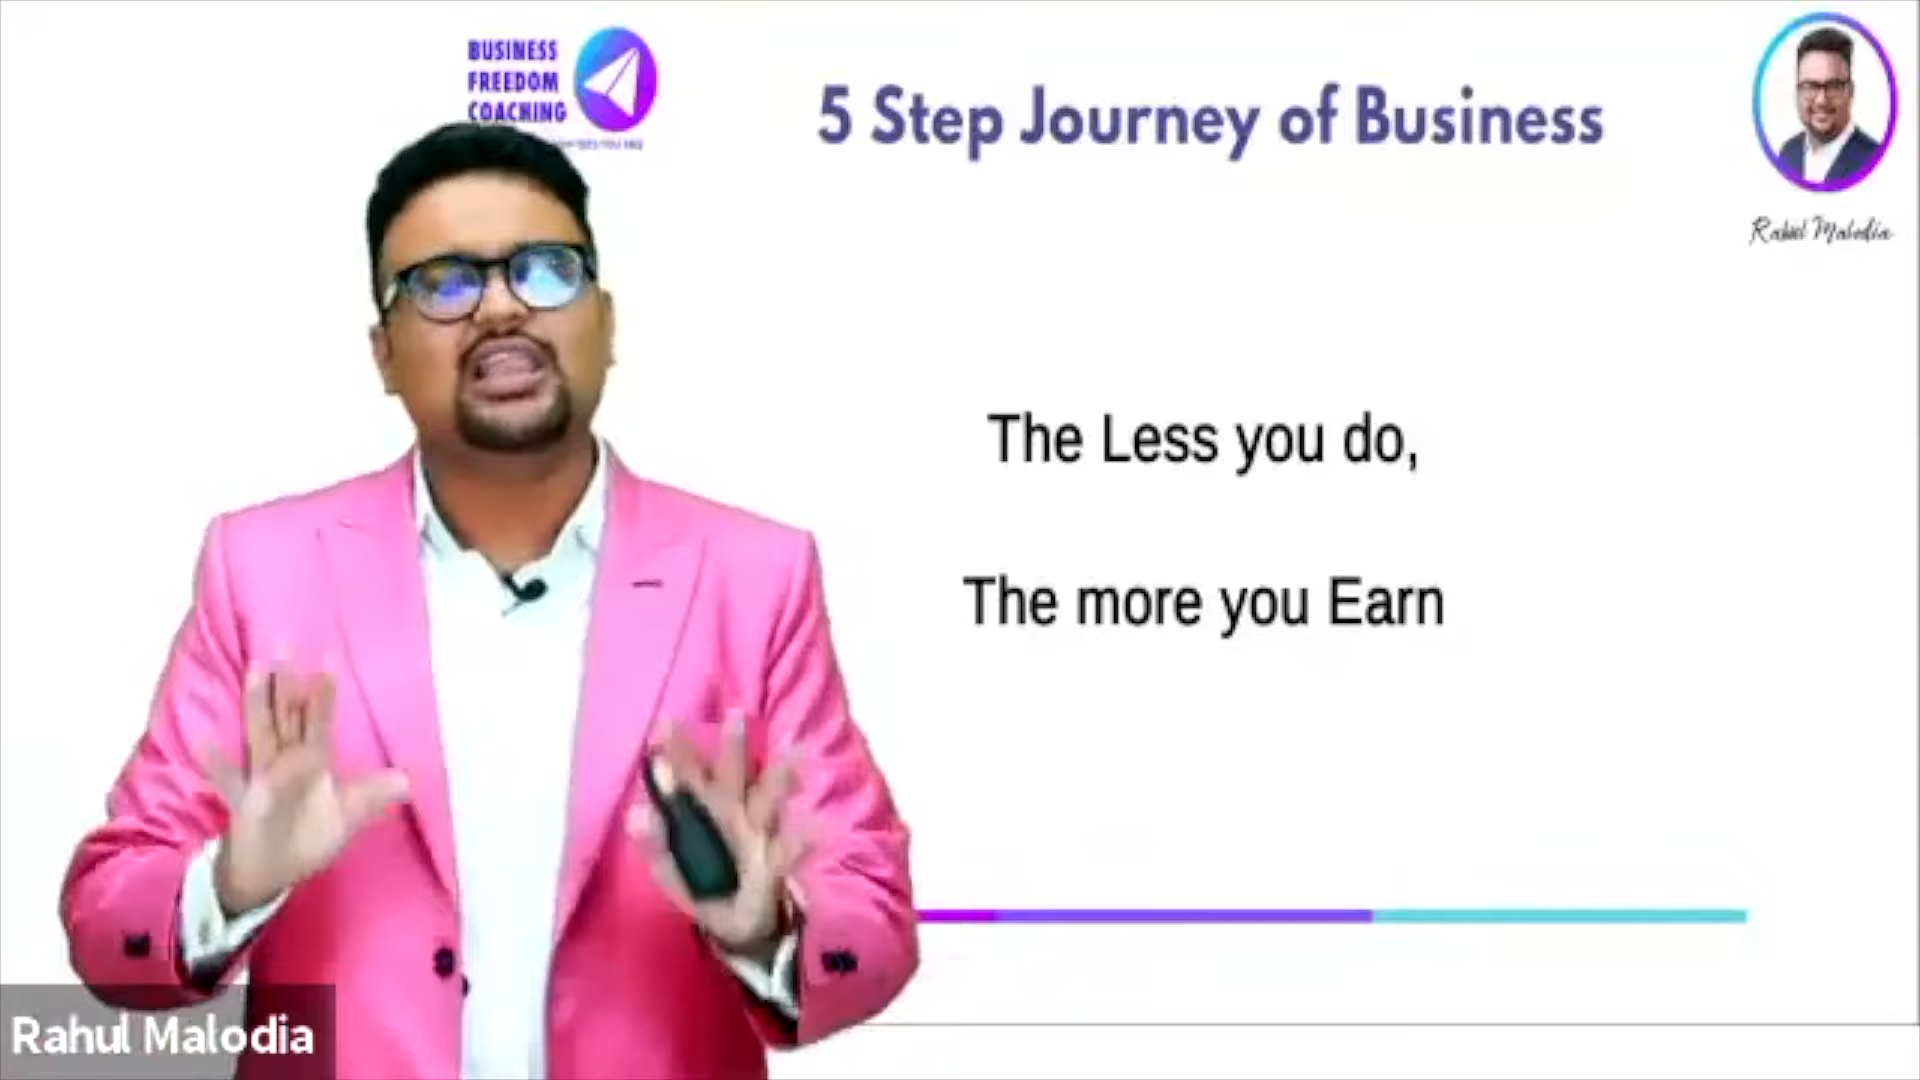 BUSINESS
FREEDOM
COACHING
5 Step Journey of Business
Rahul Malodia
The Less you do,
The more you Earn
Rahul Malodia